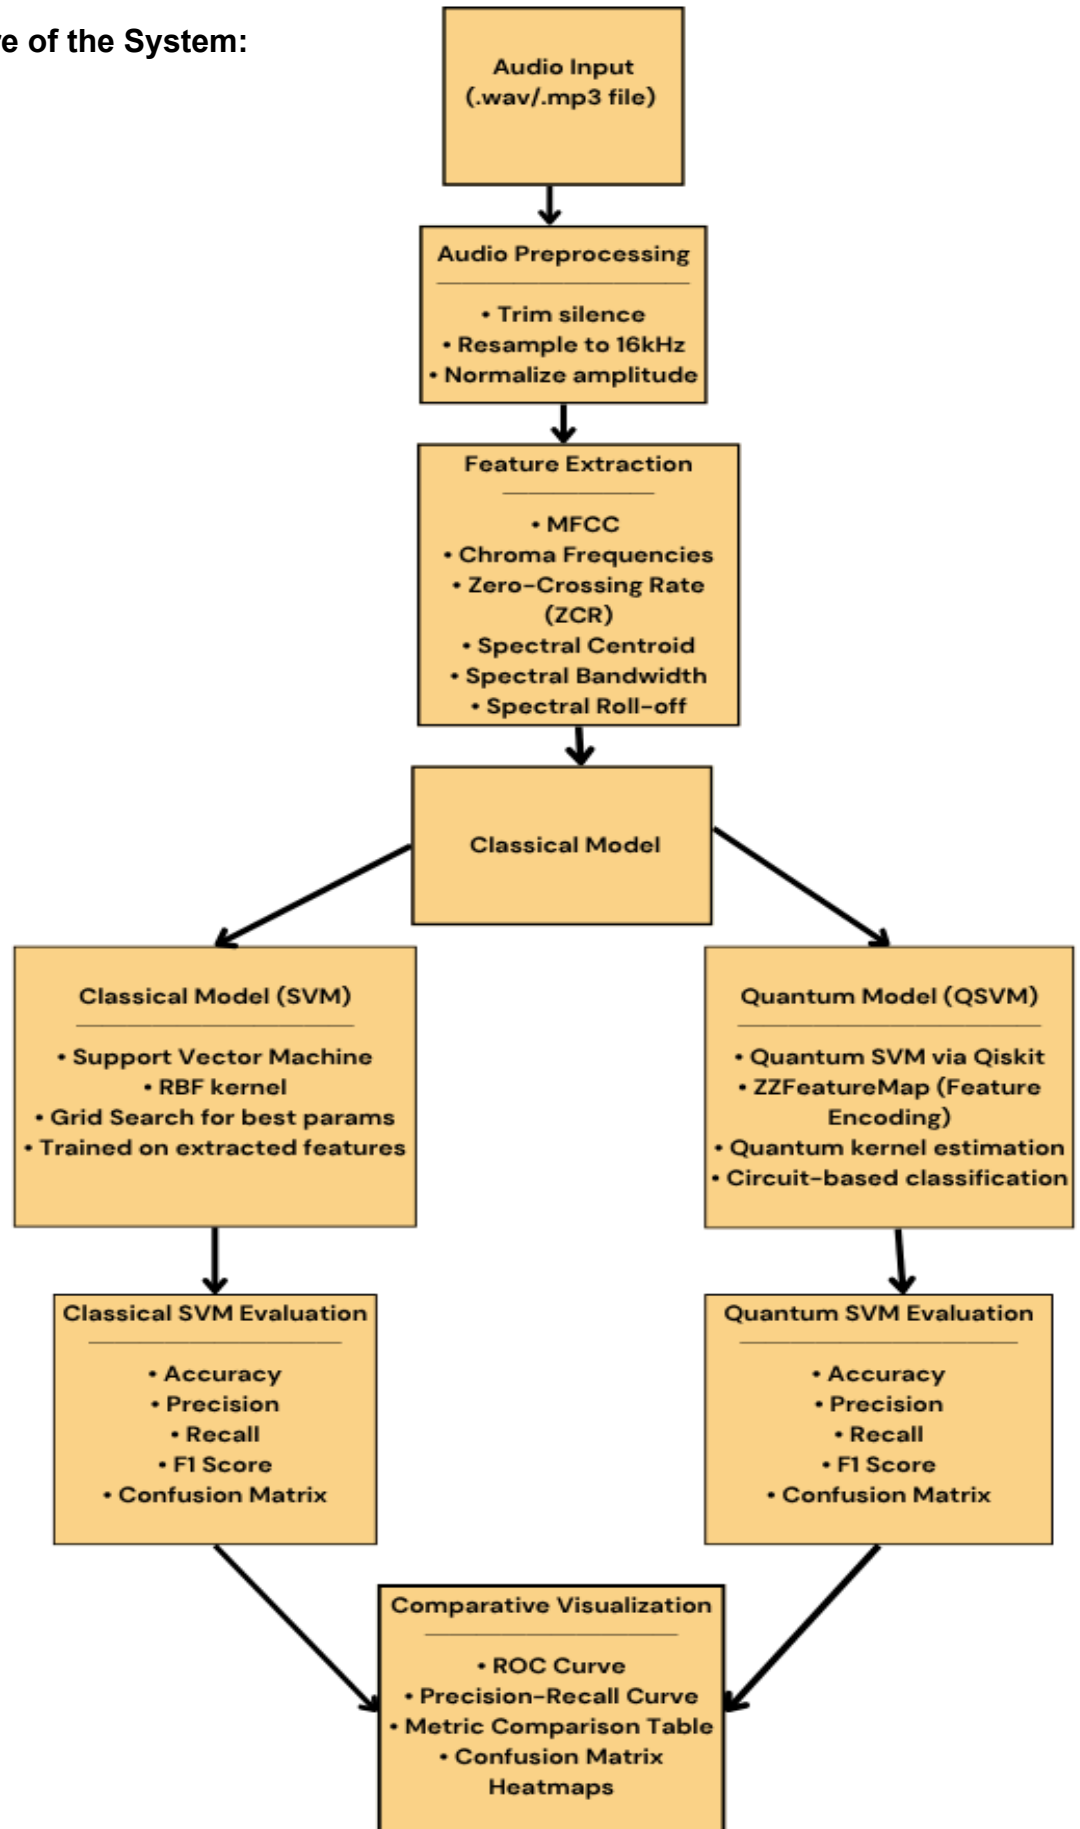 e of the System:
Audio Input
(.wav/.mp3 file)
Audio Preprocessing
• Trim silence
• Resample to 16kHz
• Normalize amplitude
Feature Extraction
• MFCC
• Chroma Frequencies
• Zero-Crossing Rate
(ZCR)
• Spectral Centroid
• Spectral Bandwidth
• Spectral Roll-off
Classical Model
Classical Model (SVM)
• Support Vector Machine
• RBF kernel
• Grid Search for best params
• Trained on extracted features
Quantum Model (QSVM)
• Quantum SVM via Qiskit
• ZZFeatureMap (Feature
Encoding)
• Quantum kernel estimation
• Circuit-based classification
Classical SVM Evaluation
• Accuracy
• Precision
• Recall
• F1 Score
• Confusion Matrix
Quantum SVM Evaluation
• Accuracy
• Precision
• Recall
• F1 Score
• Confusion Matrix
Comparative Visualization
• ROC Curve
• Precision-Recall Curve
• Metric Comparison Table
• Confusion Matrix
Heatmaps